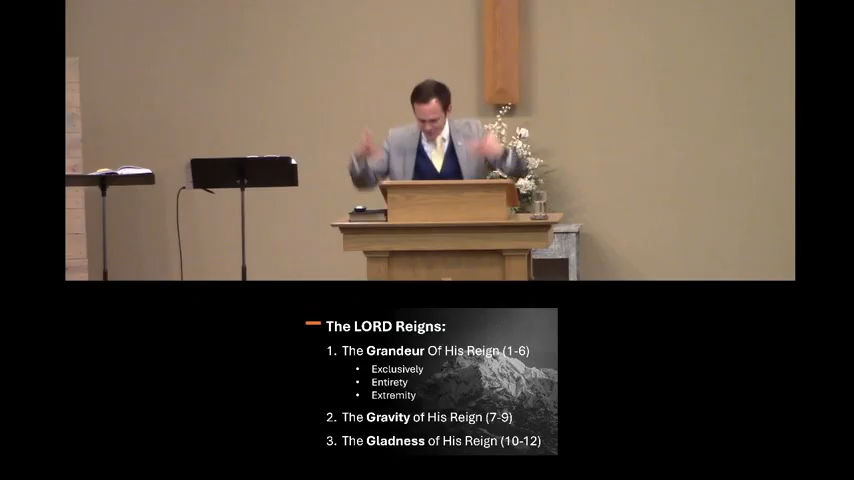 The LORD Reigns:
1. The Grandeur Of His Reign (1-6)
• Exclusively
• Entirety
• Extremity
2. The Gravity of His Reign (7-9)
3. The Gladness of His Reign (10-12)